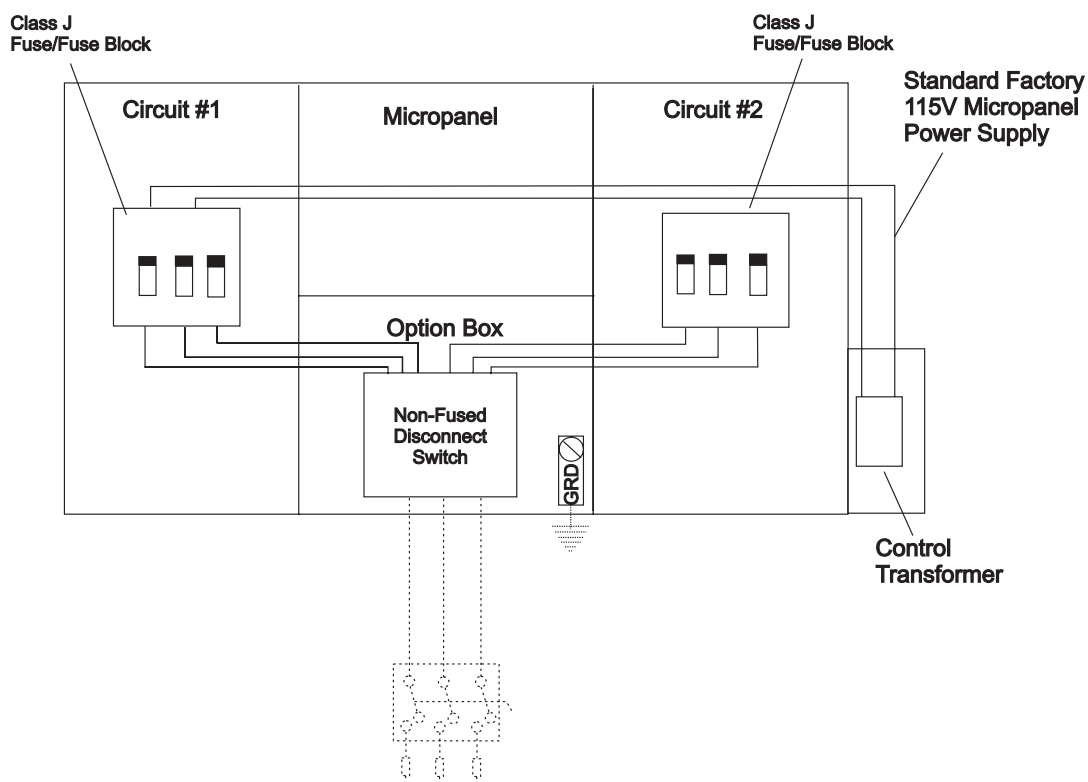 Class J
Fuse/Fuse Block
Class J
Fuse/Fuse Block
Standard Factory
115V Micropanel
Power Supply
Circuit #1
Micropanel
Circuit #2
Option Box
Non-Fused
Disconnect
Switch
GRD
Control
Transformer